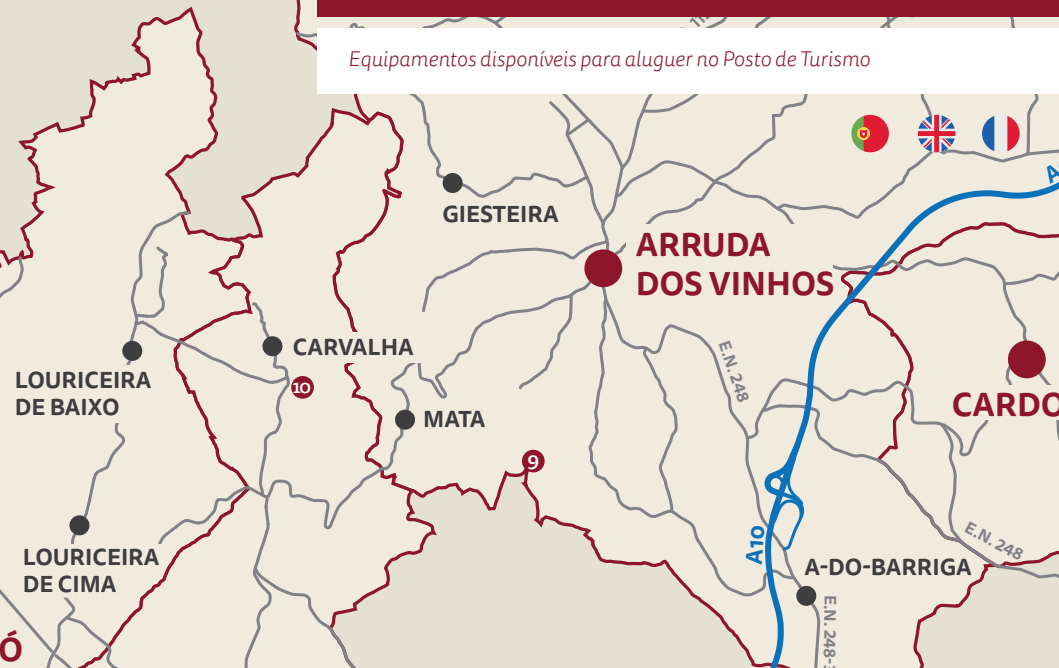 Equipamentos disponíveis para aluguer no Posto de Turismo
GIESTEIRA
ARRUDA
DOS VINHOS
CARVALHA
10
LOURICEIRA
DE BAIXO
MATA
E.N. 248
CARDO
9
A10
E.N. 248
LOURICEIRA
DE CIMA
A-DO-BARRIGA
E.N. 248-
Ó